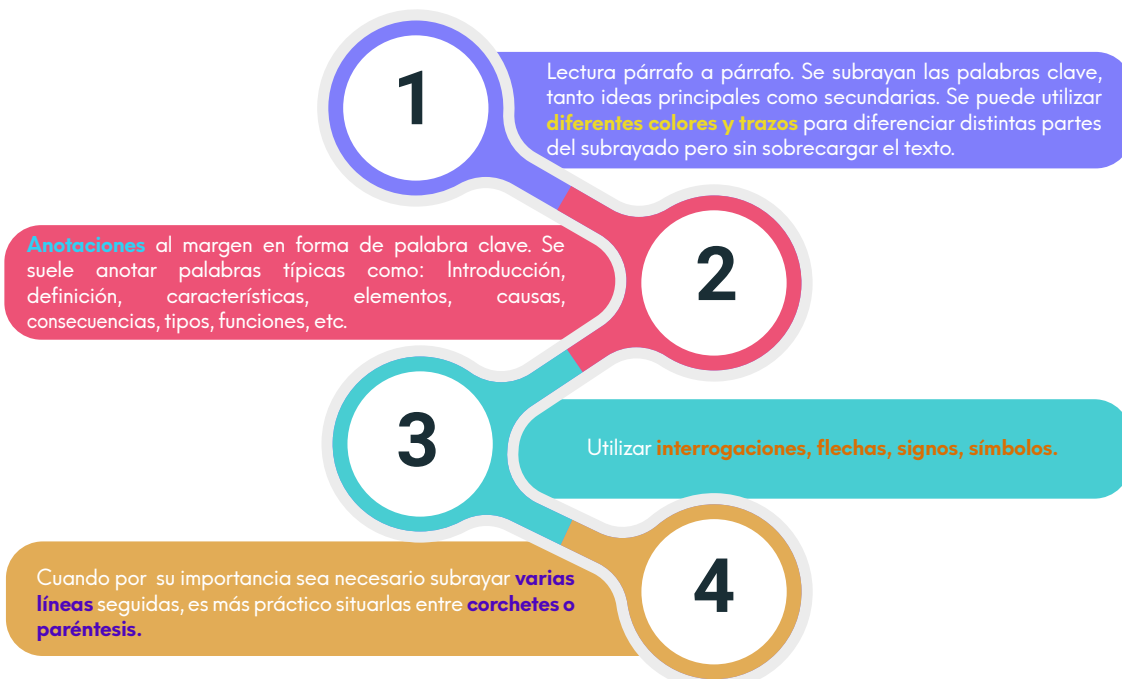 1
Lectura párrafo a párrafo. Se subrayan las palabras clave,
tanto ideas principales como secundarias. Se puede utilizar
diferentes colores y trazos para diferenciar distintas partes
del subrayado pero sin sobrecargar el texto.
Anotaciones al margen en forma de palabra clave. Se
suele anotar palabras típicas como: Introducción,
definición, características, elementos, causas,
consecuencias, tipos, funciones, etc.
2
3
Utilizar interrogaciones, flechas, signos, símbolos.
Cuando por su importancia sea necesario subrayar varias
líneas seguidas, es más práctico situarlas entre corchetes o
paréntesis.
4